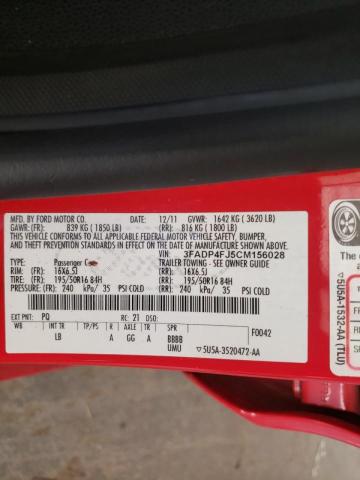 MFD. BY FORD MOTOR CO.
DATE: 12/11 GVWR: 1642 KG ( 3620 LB)
GAWR: (FR): 839 KG ( 1850 LB) (RR): 816 KG ( 1800 LB)
THIS VEHICLE CONFORMS TO ALL APPLICABLE FEDERAL MOTOR VEHICLE SAFETY, BUMPER,
AND THEFT PREVENTION STANDARDS IN EFFECT ON THE DATE OF MANUFACTURE SHOWN ABOVE.
VIN: 3FADP4FJ5CM156028
TYPE: Passenger Car TRAILER TOWING - SEE OWNER GUIDE
RIM: (FR): 16X6.5J (RR): 16X6.5J
TIRE: (FR): 195/50R16 84H (RR): 195/50R16 84H
PRESSURE: (FR): 240 kPa/ 35 PSI COLD (RR): 240 kPa/ 35 PSI COLD
EXT PNT: PQ RC: 21 DSO: F0042
WB INT TR TP/PS R AXLE TR SPR
LB A GG A BBBB
UMU
▽5U5A-3520472-AA
The c
5U5A-1532-AA (TLU)